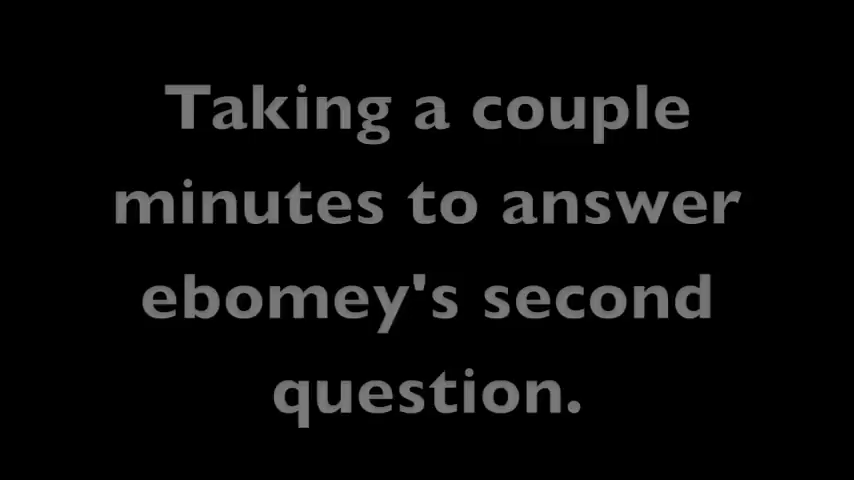 Taking a couple
minutes to answer
ebomey's second
question.